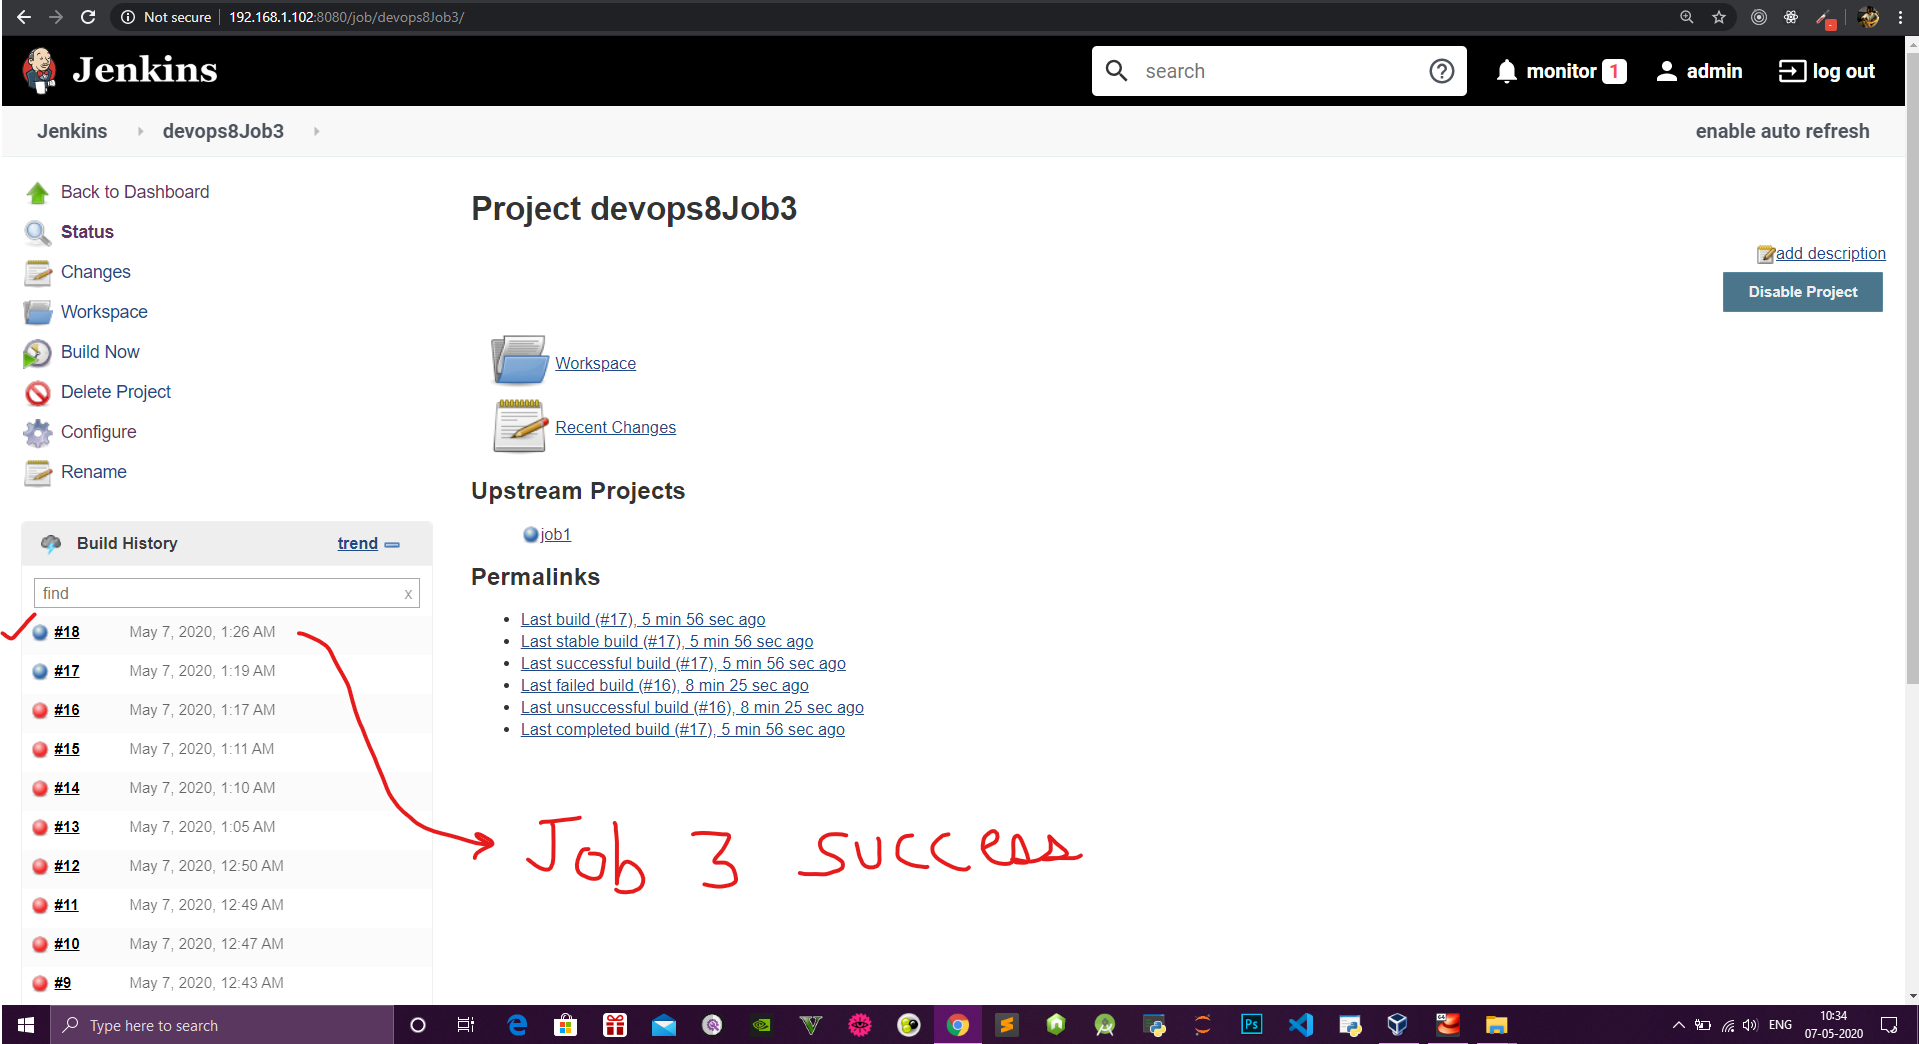 Not secure | 192.168.1.102:8080/job/devops8Job3/
Jenkins
search
monitor 1
admin
log out
Jenkins
devops8Job3
enable auto refresh
Back to Dashboard
Status
Changes
Workspace
Build Now
Delete Project
Configure
Rename
Project devops8Job3
add description
Disable Project
Workspace
Recent Changes
Upstream Projects
job1
Permalinks
Last build (#17), 5 min 56 sec ago
Last stable build (#17), 5 min 56 sec ago
Last successful build (#17), 5 min 56 sec ago
Last failed build (#16), 8 min 25 sec ago
Last unsuccessful build (#16), 8 min 25 sec ago
Last completed build (#17), 5 min 56 sec ago
Build History
trend
find x
#18 May 7, 2020, 1:26 AM
#17 May 7, 2020, 1:19 AM
#16 May 7, 2020, 1:17 AM
#15 May 7, 2020, 1:11 AM
#14 May 7, 2020, 1:10 AM
#13 May 7, 2020, 1:05 AM
#12 May 7, 2020, 12:50 AM
#11 May 7, 2020, 12:49 AM
#10 May 7, 2020, 12:47 AM
#9 May 7, 2020, 12:43 AM
Job 3 success
Type here to search
Ps
ENG
10:34
07-05-2020